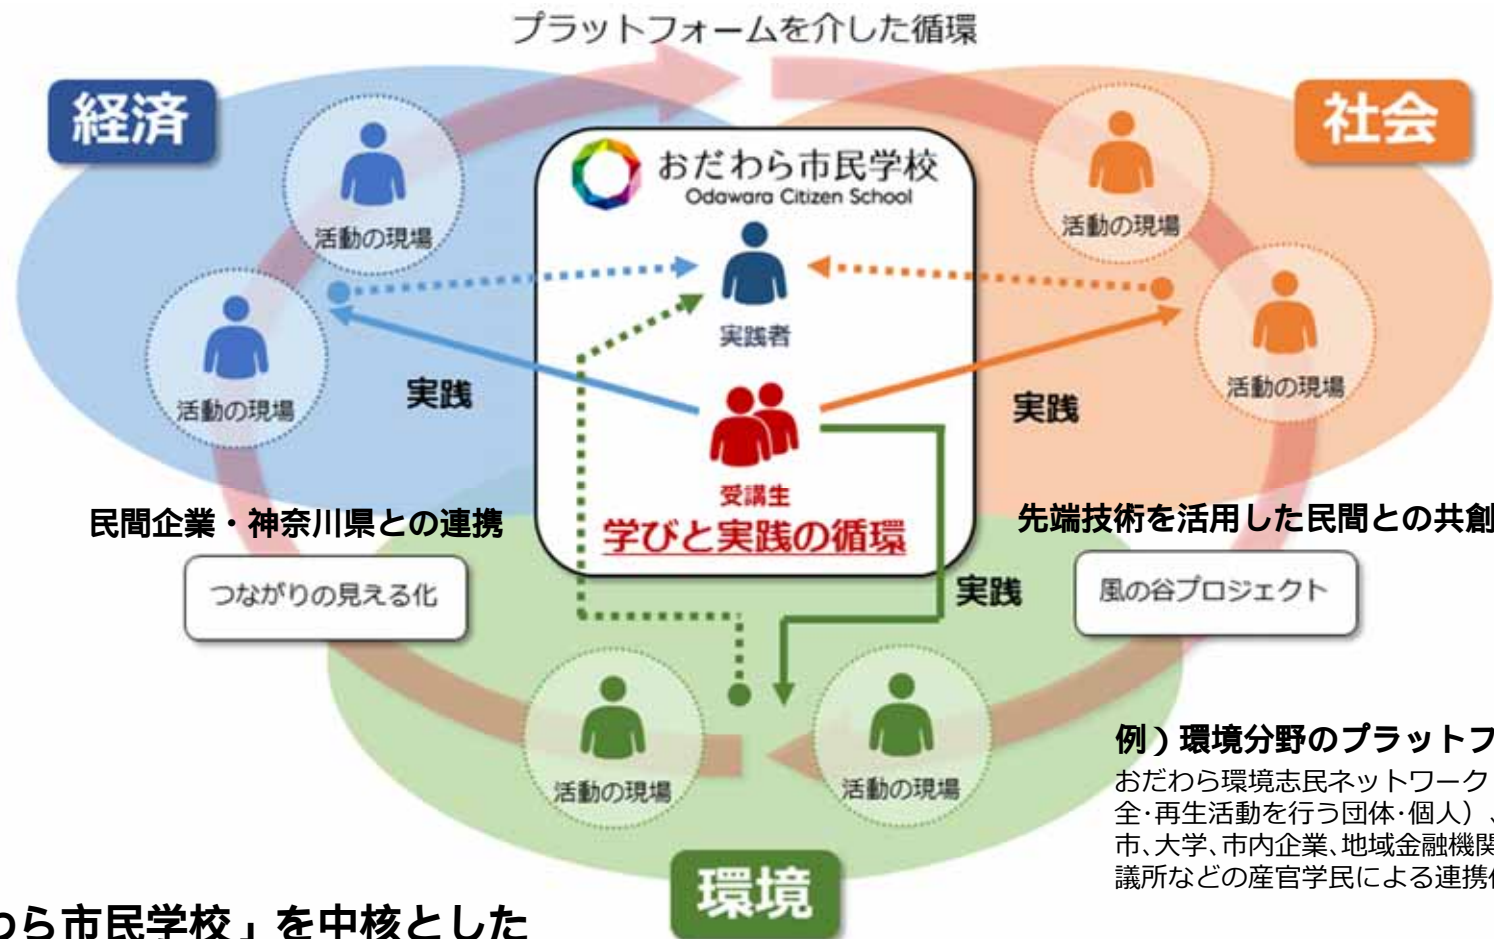 プラットフォームを介した循環
経済
社会
おだわら市民学校
Odawara Citizen School
活動の現場
活動の現場
実践者
活動の現場
活動の現場
実践
実践
受講生
学びと実践の循環
民間企業・神奈川県との連携
先端技術を活用した民間との共創
つながりの見える化
実践
風の谷プロジェクト
活動の現場
活動の現場
環境
例）環境分野のプラットフ
おだわら環境志民ネットワーク
全・再生活動を行う団体・個人）、
市、大学、市内企業、地域金融機関
議所などの産官学民による連携
わら市民学校」を中核とした